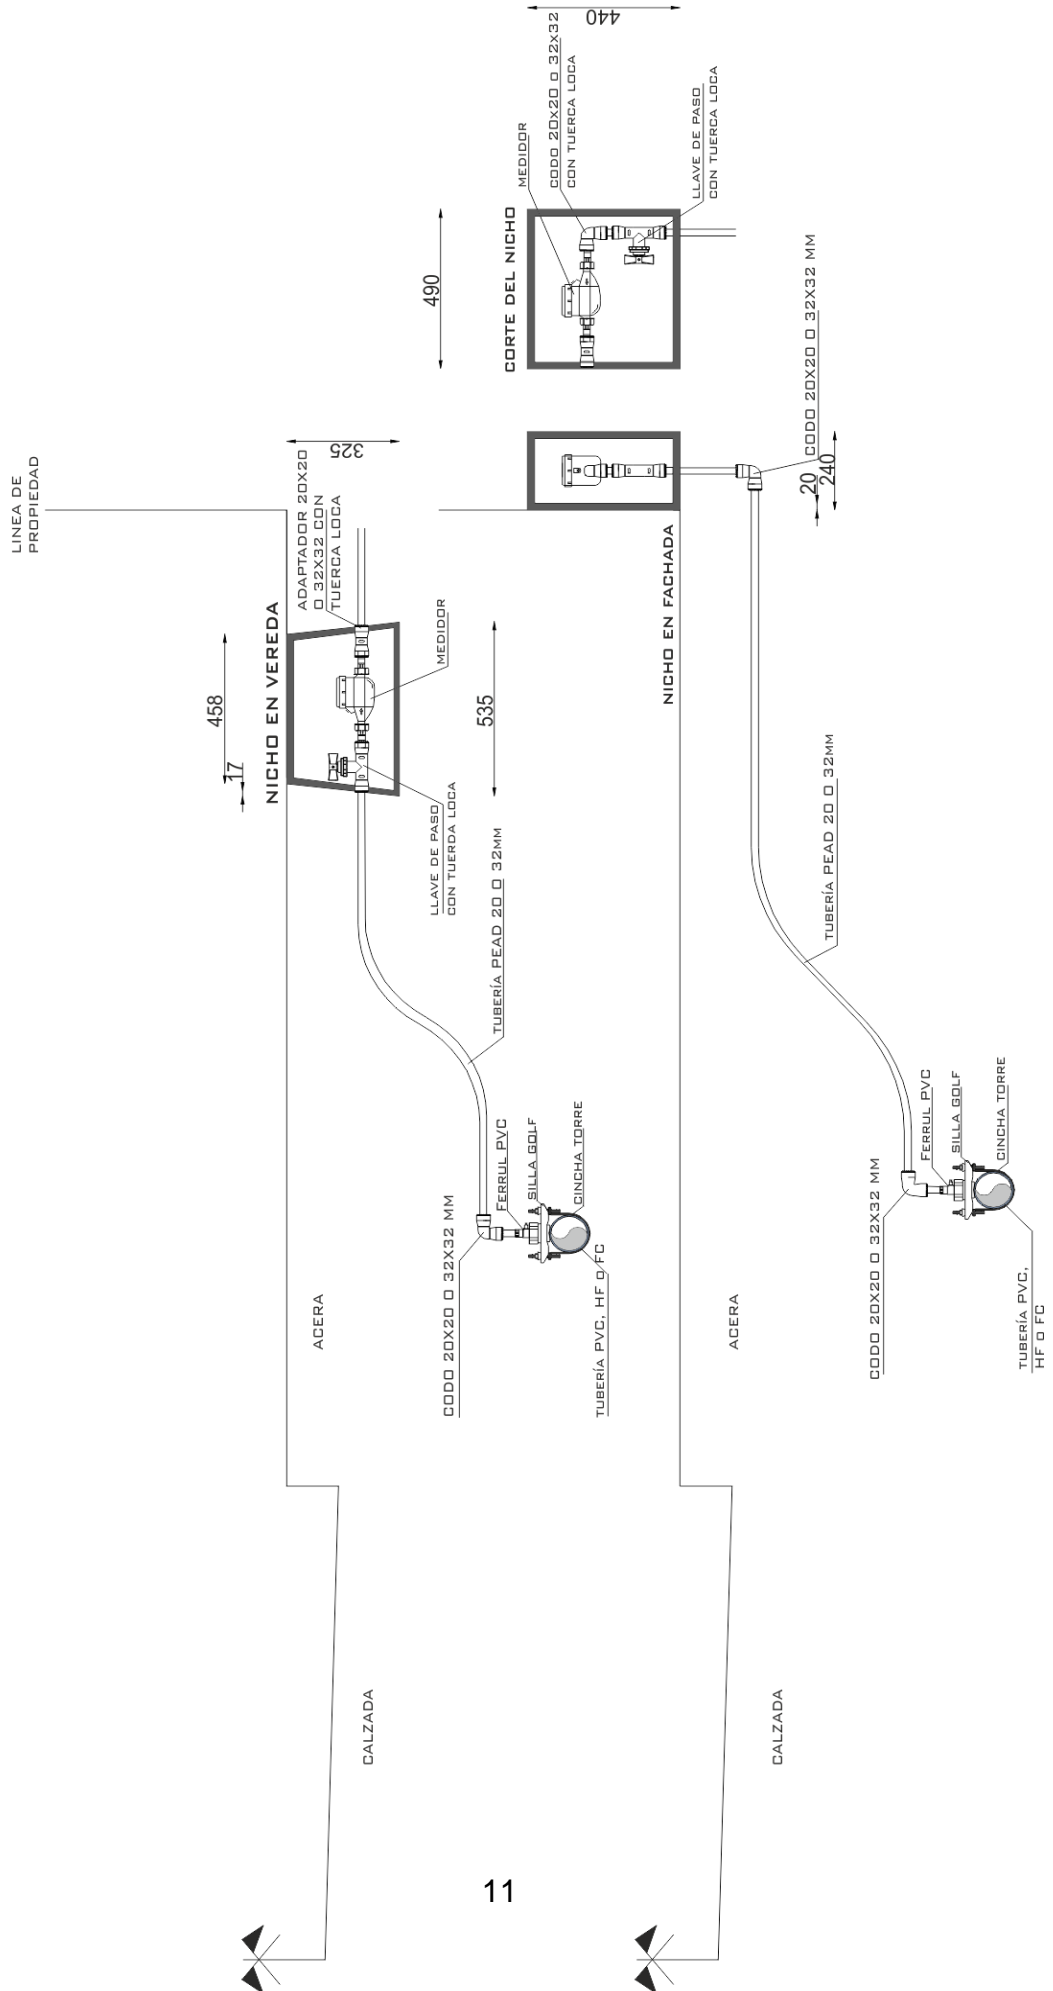 LINEA DE
PROPIEDAD
NICHO EN VEREDA
458
17
325
535
ADAPTADOR 20X20
O 32X32 CON
TUERCA LOCA
MEDIDOR
LLAVE DE PASO
CON TUERDA LOCA
TUBERÍA PEAD 20 O 32MM
FERRUL PVC
SILLA GOLF
CINCHA TORRE
CODO 20X20 O 32X32 MM
TUBERÍA PVC, HF O FC
ACERA
CALZADA
CORTE DEL NICHO
490
440
MEDIDOR
CODO 20X20 O 32X32
CON TUERCA LOCA
LLAVE DE PASO
CON TUERCA LOCA
NICHO EN FACHADA
CODO 20X20 O 32X32 MM
20
240
TUBERÍA PEAD 20 O 32MM
FERRUL PVC
SILLA GOLF
CINCHA TORRE
CODO 20X20 O 32X32 MM
TUBERÍA PVC,
HF O FC
ACERA
CALZADA
11